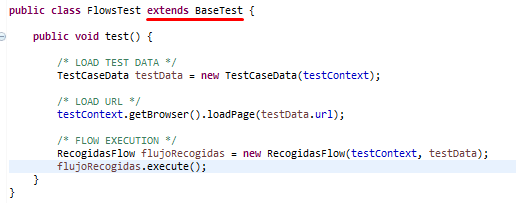 public class FlowsTest extends BaseTest {
public void test() {
/* LOAD TEST DATA */
TestCaseData testData = new TestCaseData(testContext);
/* LOAD URL */
testContext.getBrowser().loadPage(testData.url);
/* FLOW EXECUTION */
RecogidasFlow flujoRecogidas = new RecogidasFlow(testContext, testData);
flujoRecogidas.execute();
}
}